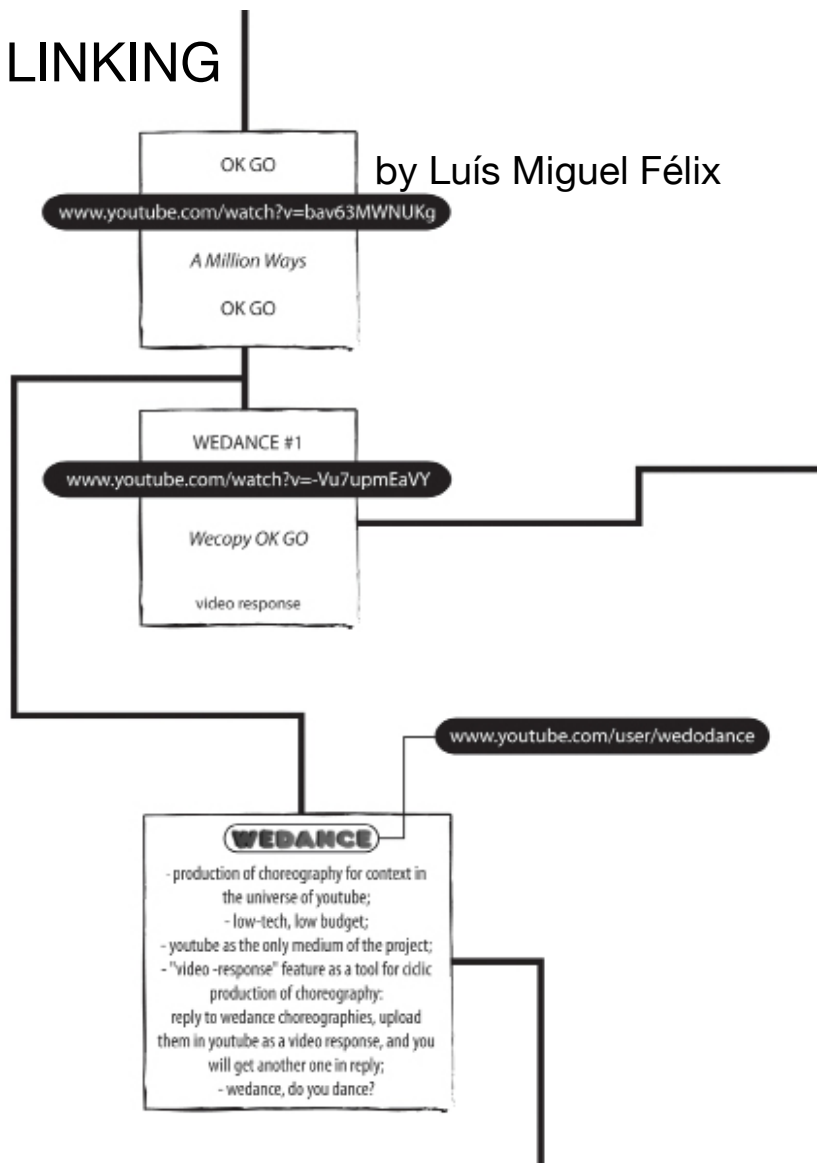 LINKING
by Luís Miguel Félix
OK GO
www.youtube.com/watch?v=bav63MWNUKg
A Million Ways
OK GO
WEDANCE #1
www.youtube.com/watch?v=-Vu7upmEaVY
Wecopy OK GO
video response
www.youtube.com/user/wedodance
WEDANCE
- production of choreography for context in
the universe of youtube;
- low-tech, low budget;
- youtube as the only medium of the project;
- "video -response" feature as a tool for ciclic
production of choreography:
reply to wedance choreographies, upload
them in youtube as a video response, and you
will get another one in reply;
- wedance, do you dance?